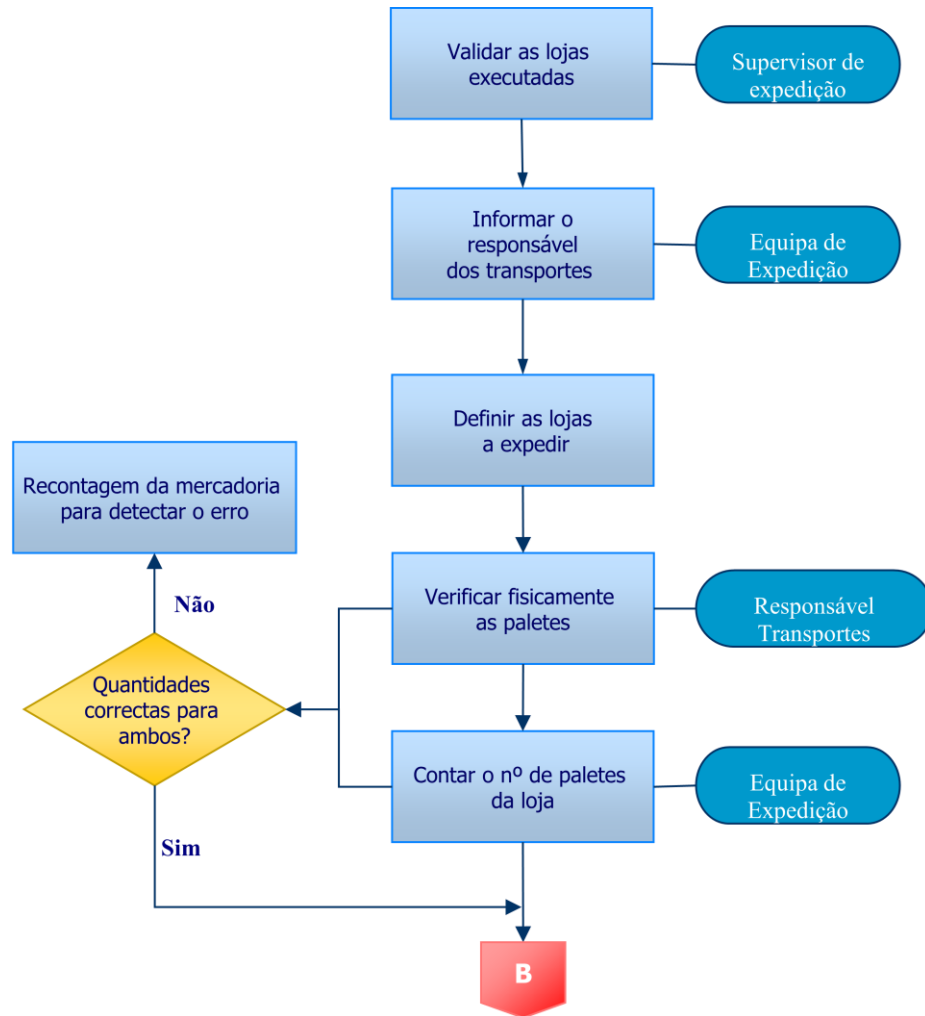 Validar as lojas
executadas
Supervisor de
expedição
Informar o
responsável
dos transportes
Equipa de
Expedição
Definir as lojas
a expedir
Recontagem da mercadoria
para detectar o erro
Não
Verificar fisicamente
as paletes
Responsável
Transportes
Quantidades
correctas para
ambos?
Contar o nº de paletes
da loja
Equipa de
Expedição
Sim
B